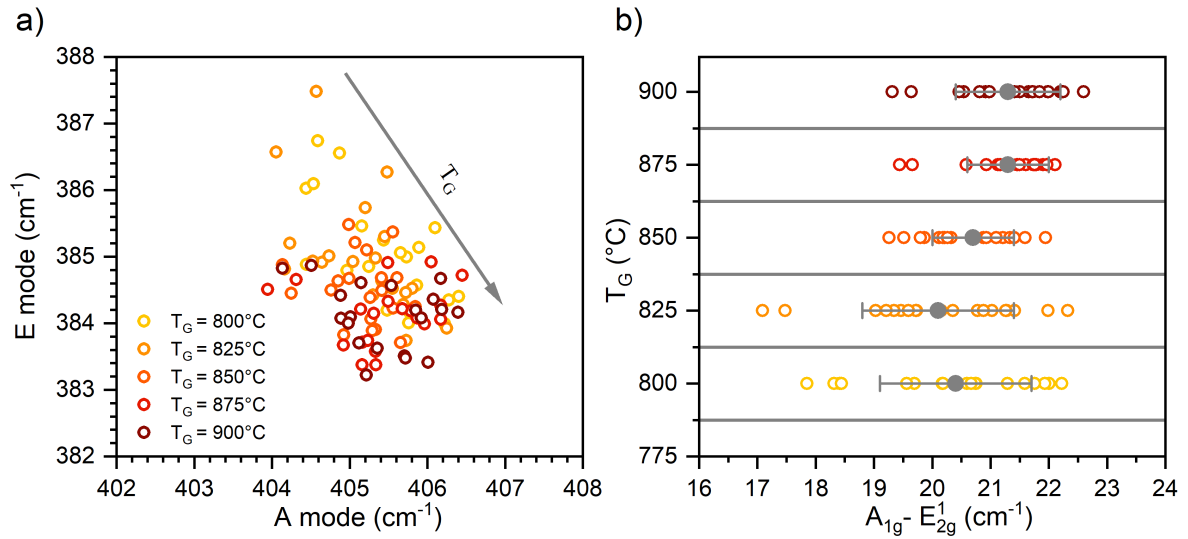 a)
388
387
386
385
384
383
382
E mode (cm⁻¹)
T_G
T_G = 800°C
T_G = 825°C
T_G = 850°C
T_G = 875°C
T_G = 900°C
402 403 404 405 406 407 408
A mode (cm⁻¹)
b)
900
875
850
825
800
775
T_G (°C)
16 17 18 19 20 21 22 23 24
A_1g - E¹_2g (cm⁻¹)